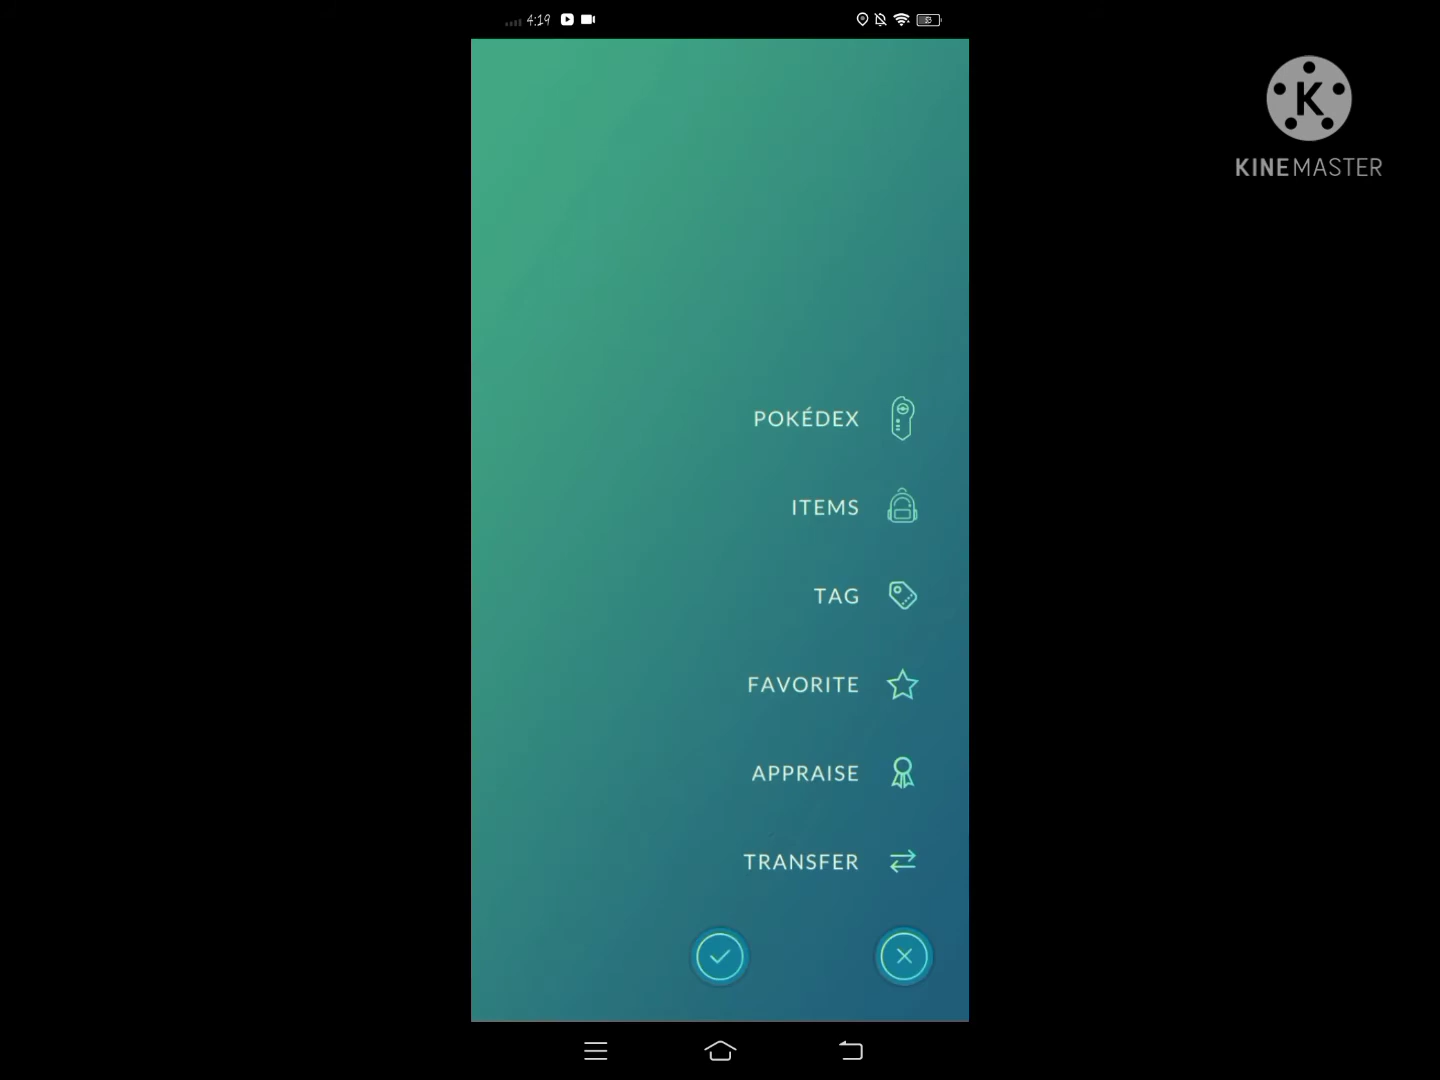 4:19
KINEMASTER
POKÉDEX
ITEMS
TAG
FAVORITE
APPRAISE
TRANSFER